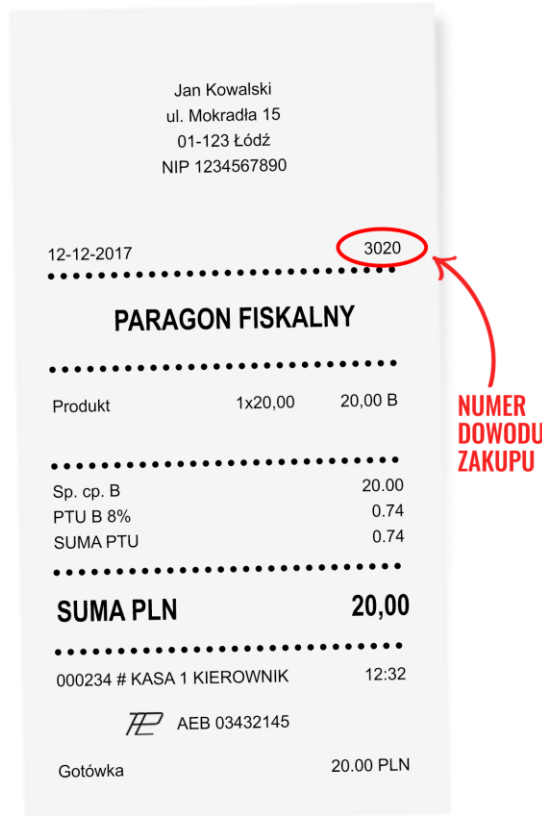 Jan Kowalski
ul. Mokradła 15
01-123 Łódź
NIP 1234567890
12-12-2017 3020
PARAGON FISKALNY
Produkt 1x20,00 20,00 B
NUMER
DOWODU
ZAKUPU
Sp. cp. B 20.00
PTU B 8% 0.74
SUMA PTU 0.74
SUMA PLN 20,00
000234 # KASA 1 KIEROWNIK 12:32
AEB 03432145
Gotówka 20.00 PLN